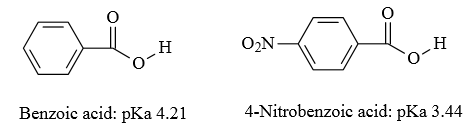 O
O
H
O₂N
H
O
O
Benzoic acid: pKa 4.21
4-Nitrobenzoic acid: pKa 3.44